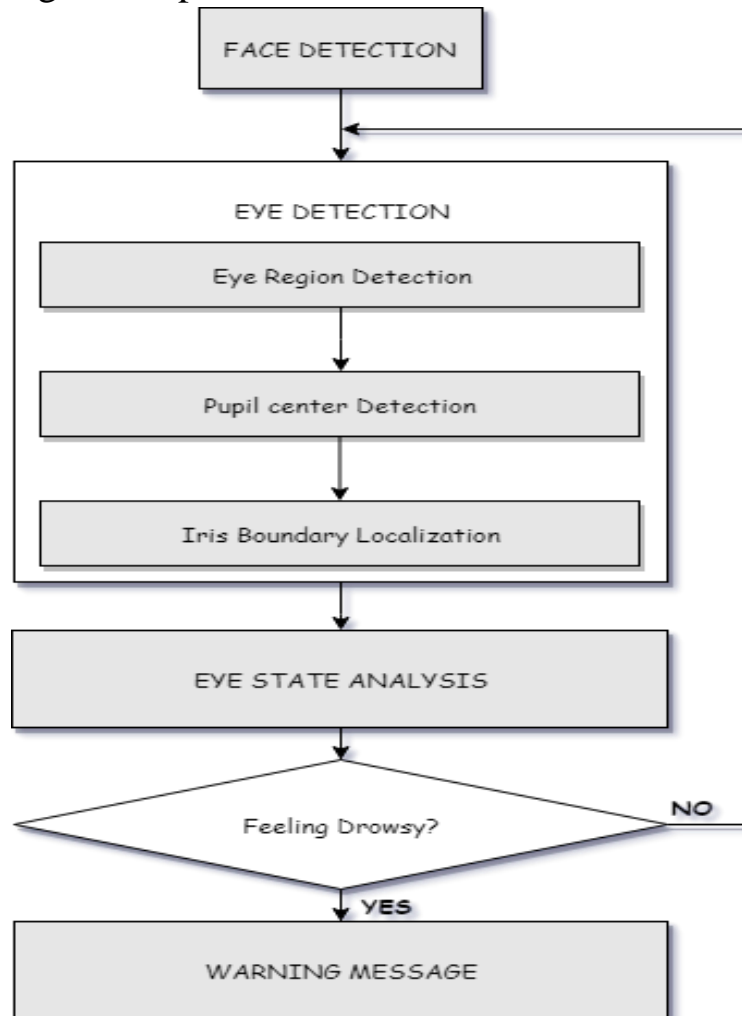 FACE DETECTION
EYE DETECTION
Eye Region Detection
Pupil center Detection
Iris Boundary Localization
EYE STATE ANALYSIS
Feeling Drowsy?
NO
YES
WARNING MESSAGE